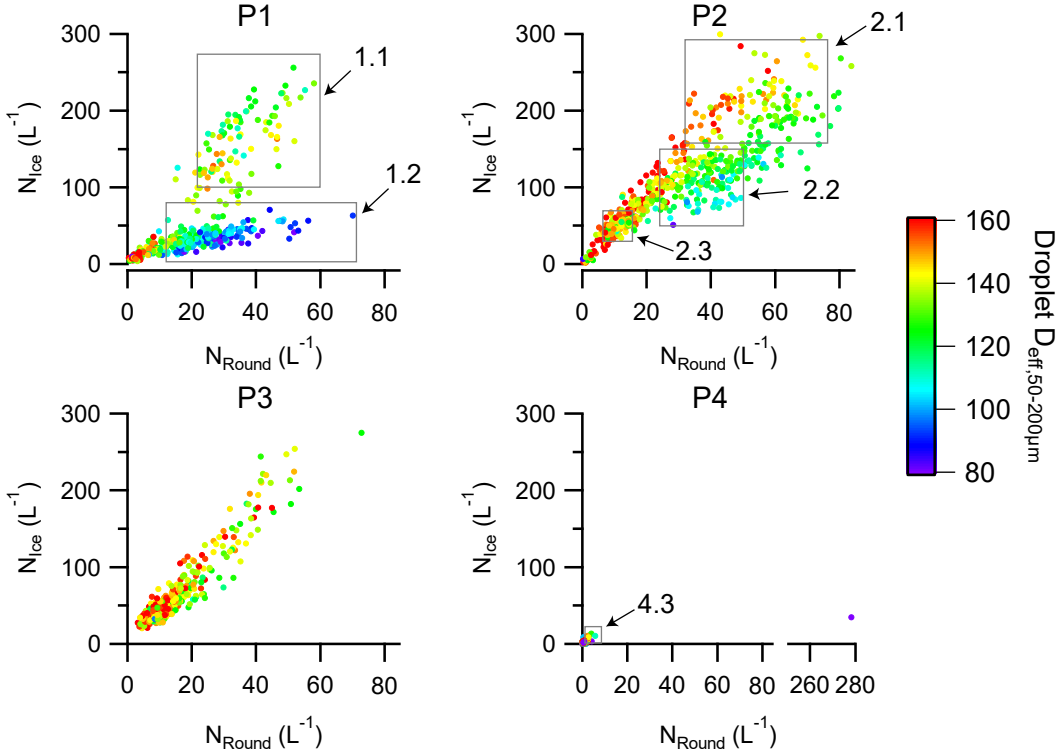 P1
300
200
100
0
N_Ice (L^-1)
1.1
1.2
0 20 40 60 80
N_Round (L^-1)
P2
300
200
100
0
N_Ice (L^-1)
2.1
2.2
2.3
0 20 40 60 80
N_Round (L^-1)
P3
300
200
100
0
N_Ice (L^-1)
0 20 40 60 80
N_Round (L^-1)
P4
300
200
100
0
N_Ice (L^-1)
4.3
0 20 40 60 80 260 280
N_Round (L^-1)
160
140
120
100
80
Droplet D_eff,50-200µm